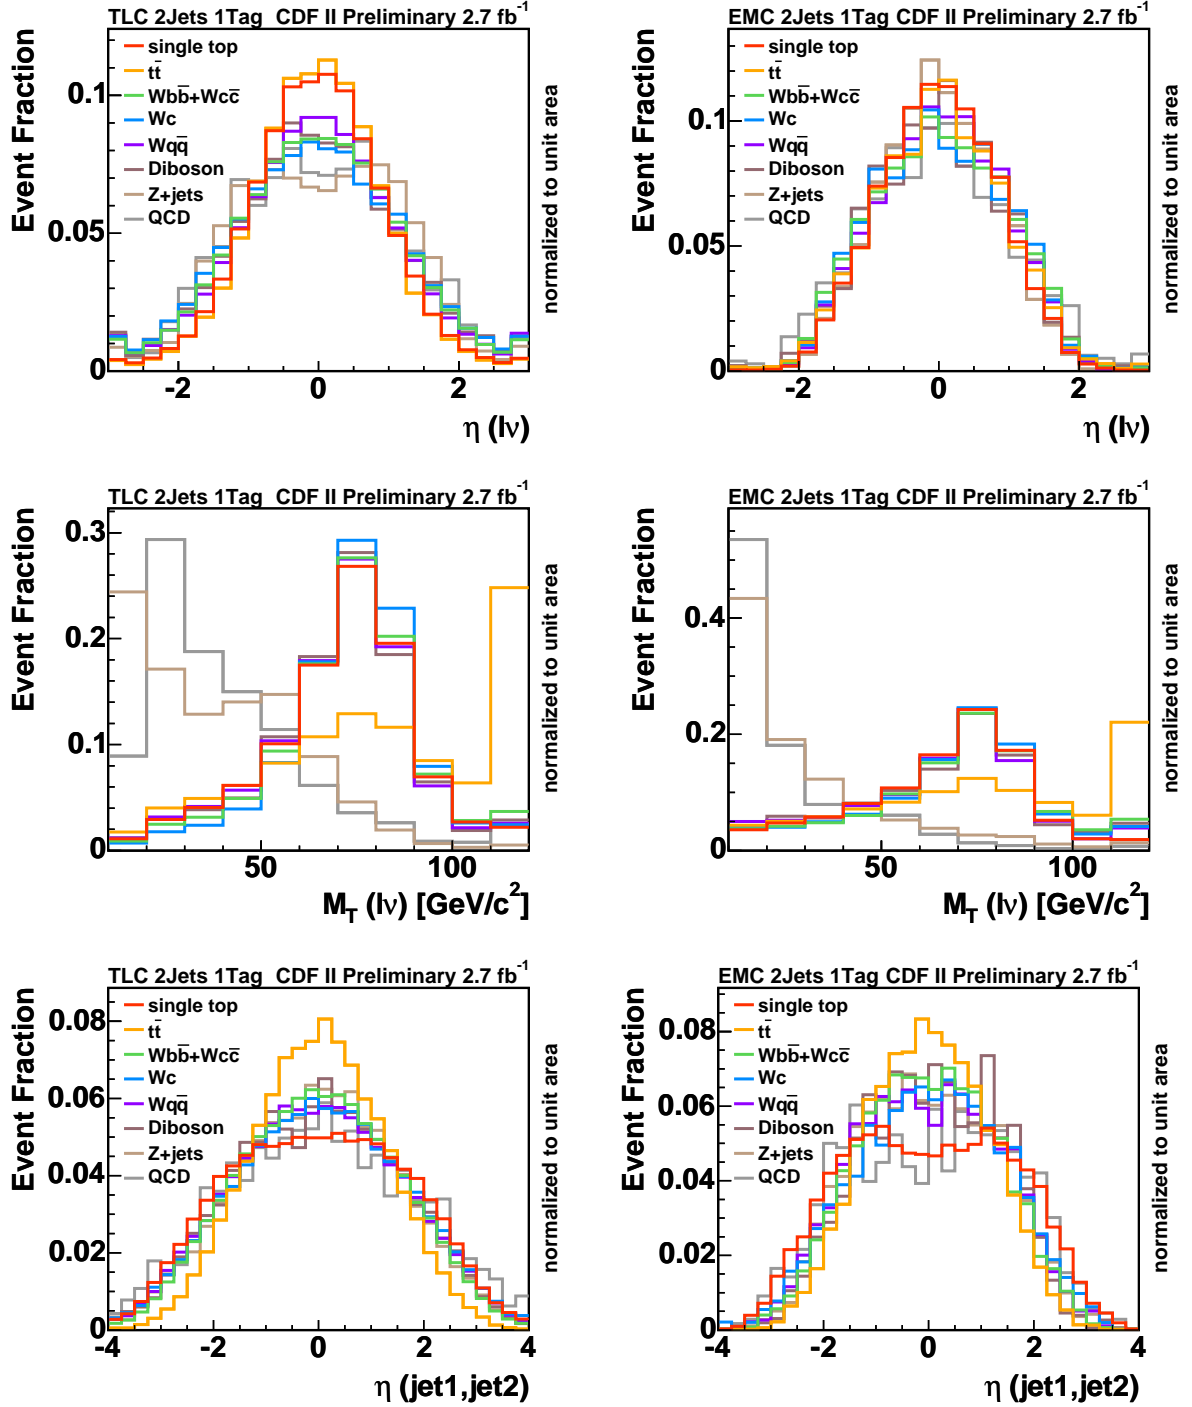 TLC 2Jets 1Tag CDF II Preliminary 2.7 fb⁻¹
Event Fraction
normalized to unit area
single top
tt̄
Wbb̄+Wcc̄
Wc
Wqq̄
Diboson
Z+jets
QCD
0.1
0.05
0
-2 0 2
η (lν)
EMC 2Jets 1Tag CDF II Preliminary 2.7 fb⁻¹
Event Fraction
normalized to unit area
single top
tt̄
Wbb̄+Wcc̄
Wc
Wqq̄
Diboson
Z+jets
QCD
0.1
0.05
0
-2 0 2
η (lν)
TLC 2Jets 1Tag CDF II Preliminary 2.7 fb⁻¹
Event Fraction
normalized to unit area
0.3
0.2
0.1
0
50 100
M_T (lν) [GeV/c²]
EMC 2Jets 1Tag CDF II Preliminary 2.7 fb⁻¹
Event Fraction
normalized to unit area
0.4
0.2
0
50 100
M_T (lν) [GeV/c²]
TLC 2Jets 1Tag CDF II Preliminary 2.7 fb⁻¹
Event Fraction
normalized to unit area
single top
tt̄
Wbb̄+Wcc̄
Wc
Wqq̄
Diboson
Z+jets
QCD
0.08
0.06
0.04
0.02
0
-4 -2 0 2 4
η (jet1,jet2)
EMC 2Jets 1Tag CDF II Preliminary 2.7 fb⁻¹
Event Fraction
normalized to unit area
single top
tt̄
Wbb̄+Wcc̄
Wc
Wqq̄
Diboson
Z+jets
QCD
0.08
0.06
0.04
0.02
0
-4 -2 0 2 4
η (jet1,jet2)